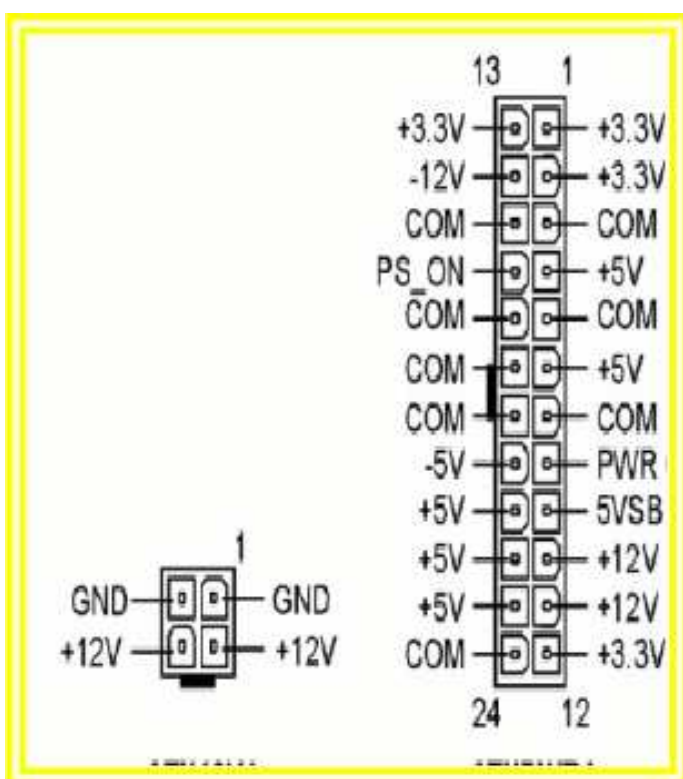 13 1
+3.3V +3.3V
-12V +3.3V
COM COM
PS_ON +5V
COM COM
COM +5V
COM COM
-5V PWR
+5V 5VSB
+5V +12V
+5V +12V
COM +3.3V
24 12
1
GND GND
+12V +12V